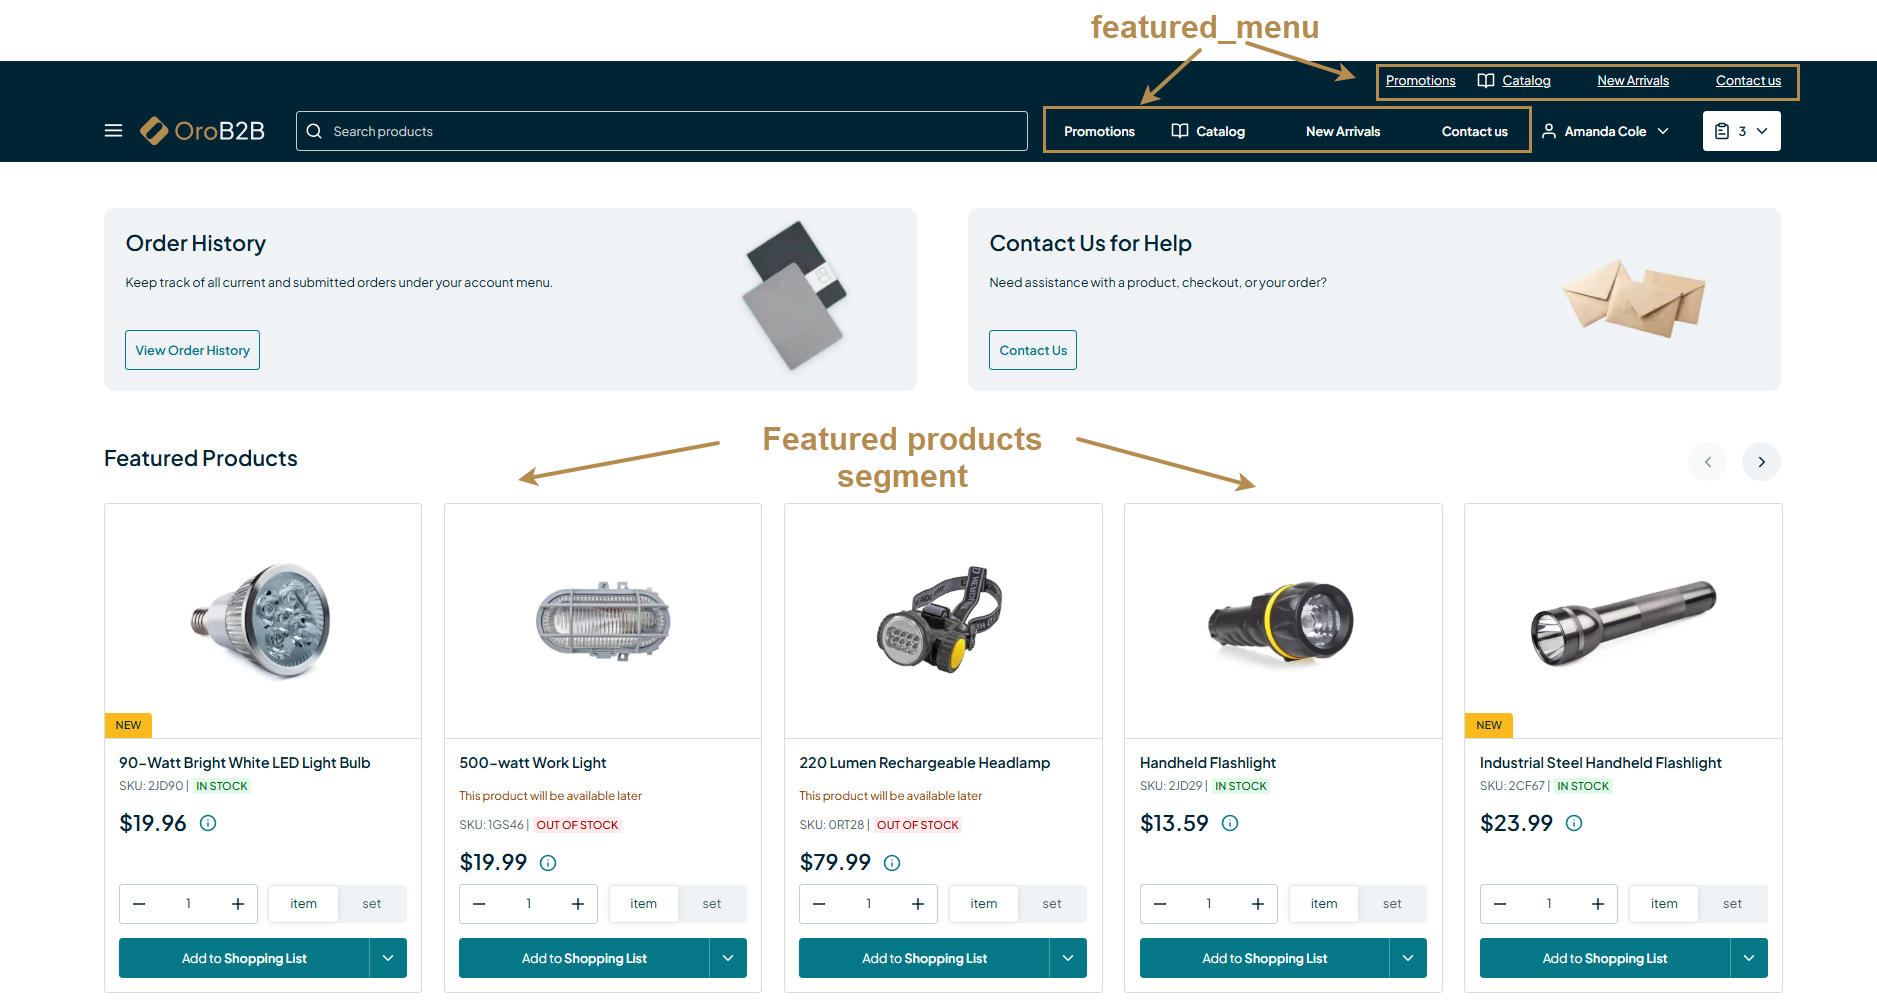 featured_menu
Promotions Catalog New Arrivals Contact us
OroB2B Search products Promotions Catalog New Arrivals Contact us Amanda Cole 3
Order History
Keep track of all current and submitted orders under your account menu.
View Order History
Contact Us for Help
Need assistance with a product, checkout, or your order?
Contact Us
Featured Products
Featured products
segment
NEW
90-Watt Bright White LED Light Bulb
SKU: 2JD90 | IN STOCK
$19.96
1 item set
Add to Shopping List
500-watt Work Light
This product will be available later
SKU: 1GS46 | OUT OF STOCK
$19.99
1 item set
Add to Shopping List
220 Lumen Rechargeable Headlamp
This product will be available later
SKU: 0RT28 | OUT OF STOCK
$79.99
1 item set
Add to Shopping List
Handheld Flashlight
SKU: 2JD29 | IN STOCK
$13.59
1 item set
Add to Shopping List
NEW
Industrial Steel Handheld Flashlight
SKU: 2CF67 | IN STOCK
$23.99
1 item set
Add to Shopping List